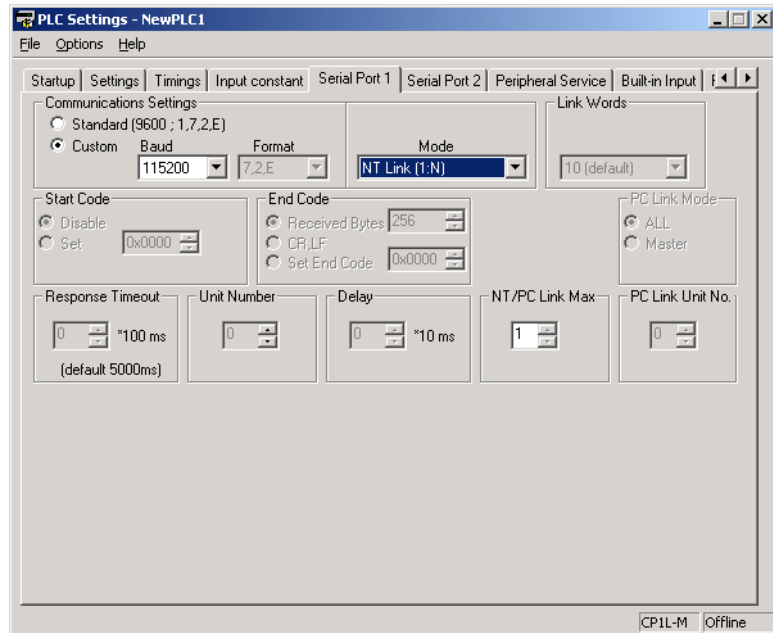 PLC Settings - NewPLC1
File Options Help
Startup Settings Timings Input constant Serial Port 1 Serial Port 2 Peripheral Service Built-in Input
Communications Settings Link Words
Standard (9600 ; 1,7,2,E)
Custom Baud Format Mode
115200 7,2,E NT Link (1:N) 10 (default)
Start Code End Code PC Link Mode
Disable Received Bytes 256 ALL
Set 0x0000 CR,LF Master
Set End Code 0x0000
Response Timeout Unit Number Delay NT/PC Link Max PC Link Unit No.
0 *100 ms 0 0 *10 ms 1 0
(default 5000ms)
CP1L-M Offline